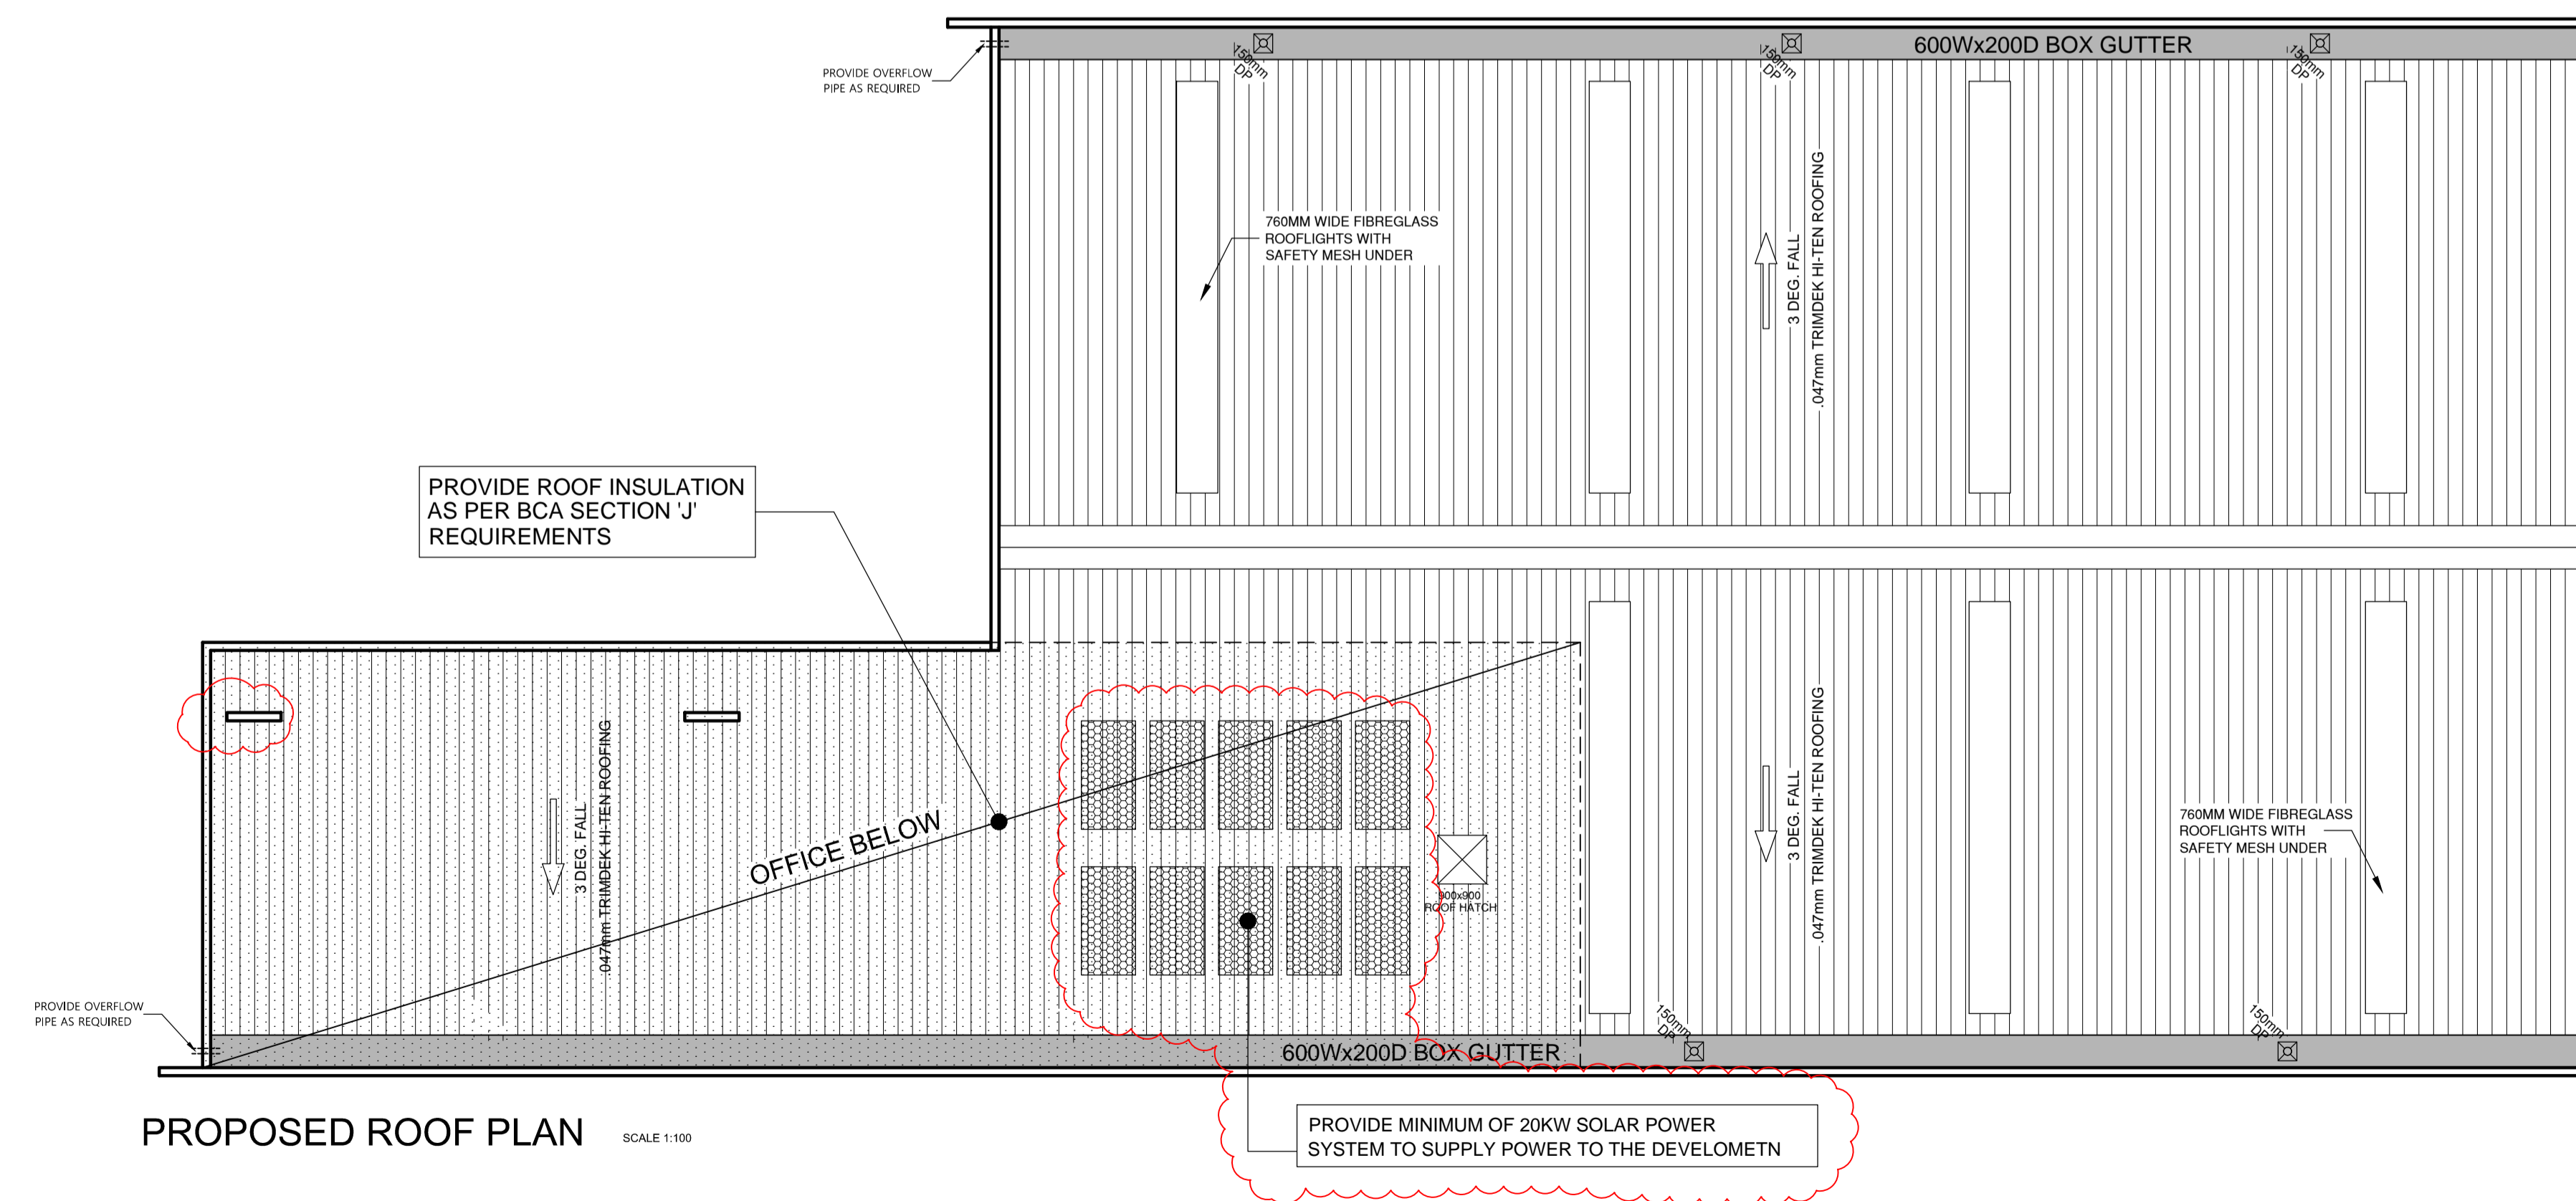 600Wx200D BOX GUTTER
150mm
DP
150mm
DP
150mm
DP
PROVIDE OVERFLOW
PIPE AS REQUIRED
760MM WIDE FIBREGLASS
ROOFLIGHTS WITH
SAFETY MESH UNDER
3 DEG. FALL
.047mm TRIMDEK HI-TEN ROOFING
PROVIDE ROOF INSULATION
AS PER BCA SECTION 'J'
REQUIREMENTS
3 DEG. FALL
.047mm TRIMDEK HI-TEN ROOFING
OFFICE BELOW
900x900
ROOF HATCH
3 DEG. FALL
.047mm TRIMDEK HI-TEN ROOFING
760MM WIDE FIBREGLASS
ROOFLIGHTS WITH
SAFETY MESH UNDER
PROVIDE OVERFLOW
PIPE AS REQUIRED
150mm
DP
150mm
DP
600Wx200D BOX GUTTER
PROPOSED ROOF PLAN
SCALE 1:100
PROVIDE MINIMUM OF 20KW SOLAR POWER
SYSTEM TO SUPPLY POWER TO THE DEVELOMETN